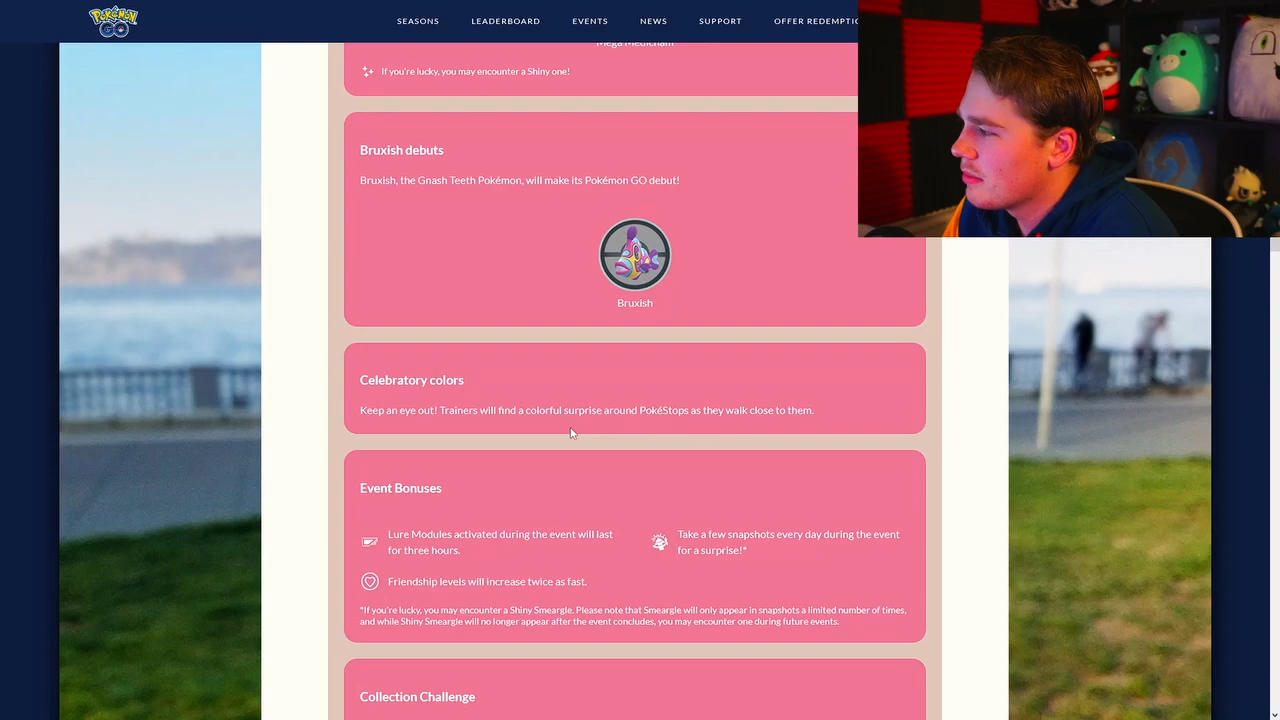 POKÉMON GO
SEASONS LEADERBOARD EVENTS NEWS SUPPORT OFFER
Mega Medicham
If you're lucky, you may encounter a Shiny one!
Bruxish debuts
Bruxish, the Gnash Teeth Pokémon, will make its Pokémon GO debut!
Bruxish
Celebratory colors
Keep an eye out! Trainers will find a colorful surprise around PokéStops as they walk close to them.
Event Bonuses
Lure Modules activated during the event will last
for three hours.
Take a few snapshots every day during the event
for a surprise!*
Friendship levels will increase twice as fast.
*If you're lucky, you may encounter a Shiny Smeargle. Please note that Smeargle will only appear in snapshots a limited number of times,
and while Shiny Smeargle will no longer appear after the event concludes, you may encounter one during future events.
Collection Challenge